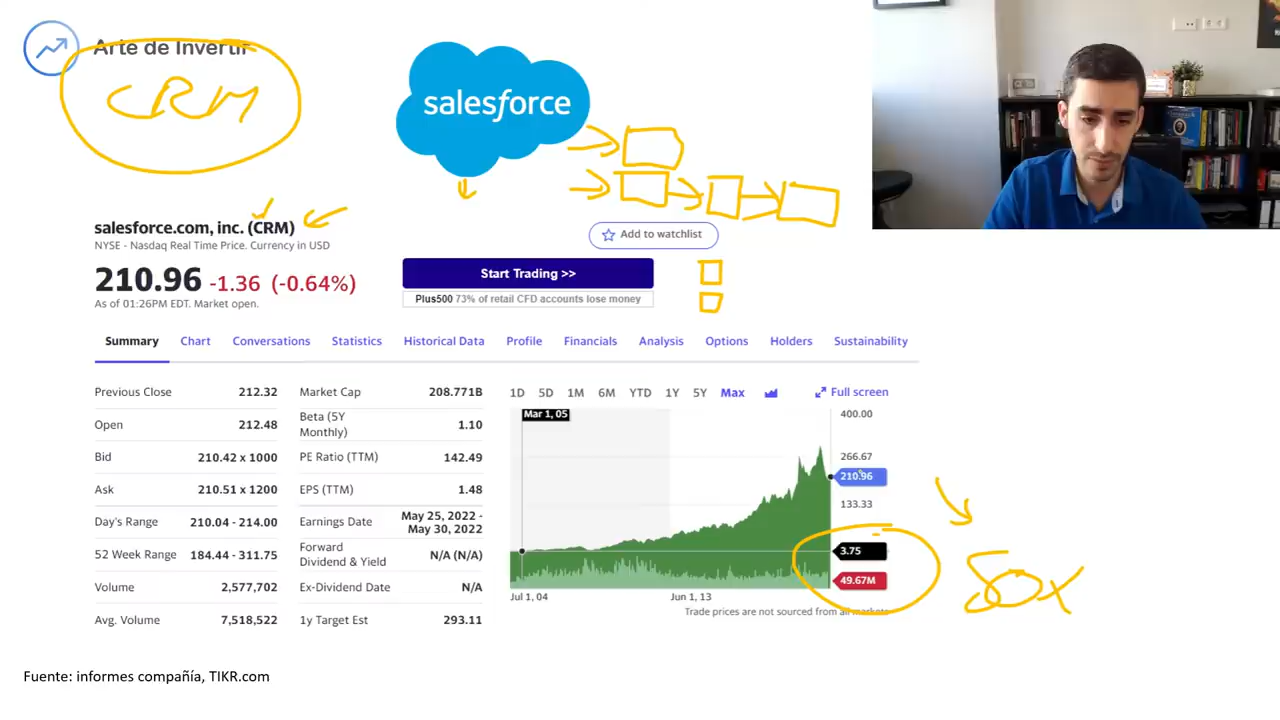 Arte de Invertir
CRM
salesforce
salesforce.com, inc. (CRM)
NYSE - Nasdaq Real Time Price. Currency in USD
210.96 -1.36 (-0.64%)
As of 01:26PM EDT. Market open.
Add to watchlist
Start Trading >>
Plus500 73% of retail CFD accounts lose money
Summary Chart Conversations Statistics Historical Data Profile Financials Analysis Options Holders Sustainability
Previous Close 212.32
Open 212.48
Bid 210.42 x 1000
Ask 210.51 x 1200
Day's Range 210.04 - 214.00
52 Week Range 184.44 - 311.75
Volume 2,577,702
Avg. Volume 7,518,522
Market Cap 208.771B
Beta (5Y Monthly) 1.10
PE Ratio (TTM) 142.49
EPS (TTM) 1.48
Earnings Date May 25, 2022 - May 30, 2022
Forward Dividend & Yield N/A (N/A)
Ex-Dividend Date N/A
1y Target Est 293.11
1D 5D 1M 6M YTD 1Y 5Y Max Full screen
Mar 1, 05
400.00
266.67
210.96
133.33
3.75
49.67M
Jul 1, 04 Jun 1, 13
Trade prices are not sourced from all markets
50x
Fuente: informes compañía, TIKR.com